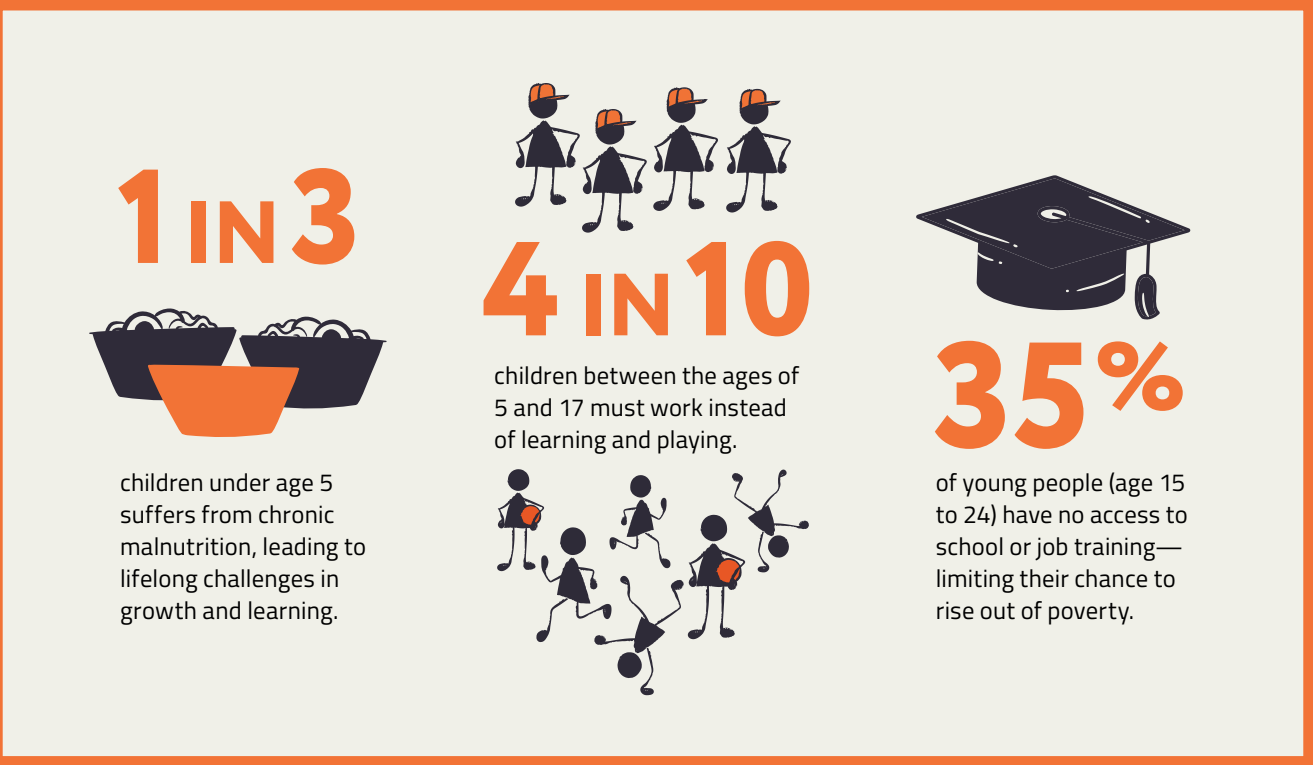 1 IN 3
children under age 5
suffers from chronic
malnutrition, leading to
lifelong challenges in
growth and learning.
4 IN 10
children between the ages of
5 and 17 must work instead
of learning and playing.
35%
of young people (age 15
to 24) have no access to
school or job training—
limiting their chance to
rise out of poverty.